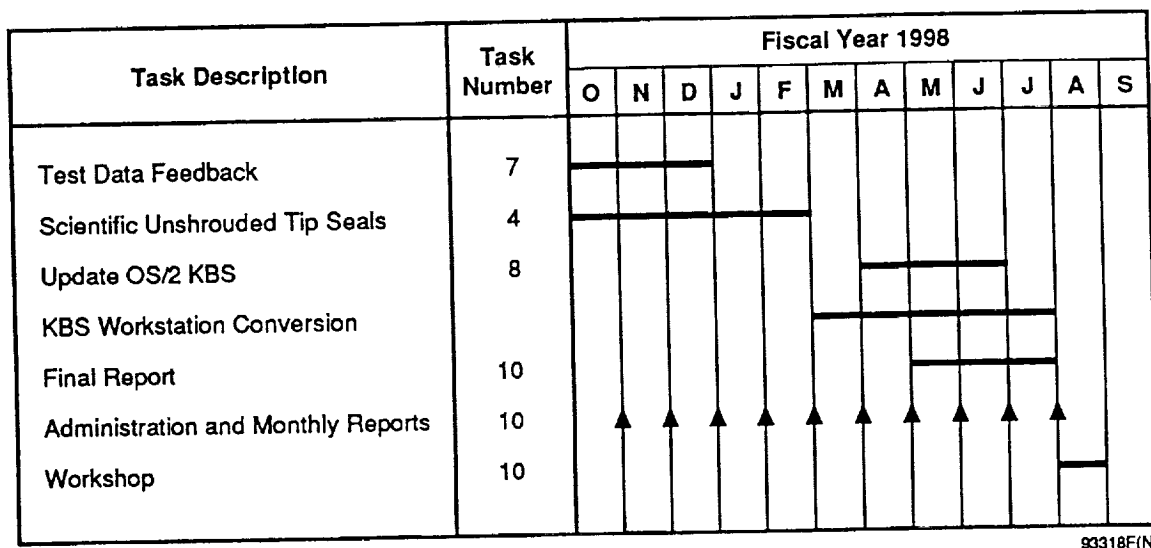 Task Description
Task Number
Fiscal Year 1998
O N D J F M A M J J A S
Test Data Feedback 7
Scientific Unshrouded Tip Seals 4
Update OS/2 KBS 8
KBS Workstation Conversion
Final Report 10
Administration and Monthly Reports 10
Workshop 10
93318F(N